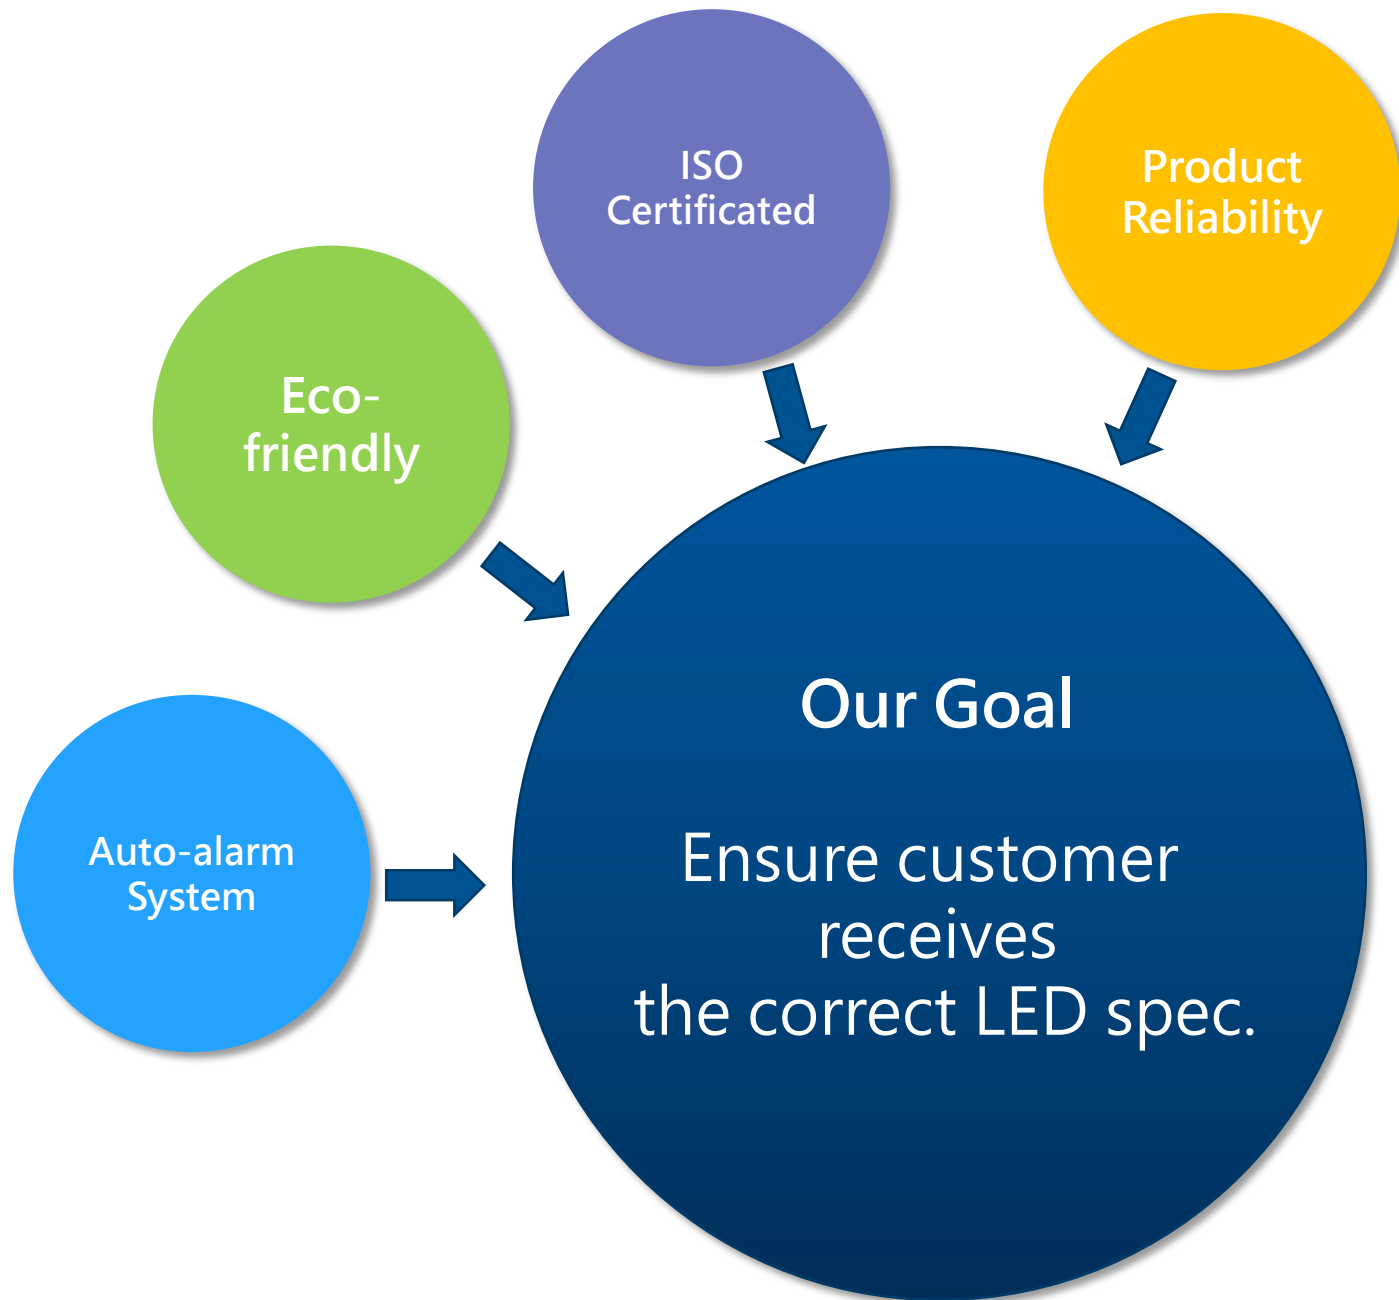 ISO
Certificated
Product
Reliability
Eco-
friendly
Auto-alarm
System
Our Goal
Ensure customer
receives
the correct LED spec.